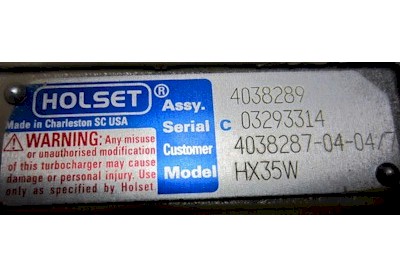 HOLSET®
Assy. 4038289
Made in Charleston SC USA
Serial C 03293314
WARNING: Any misuse
Customer 4038287-04-04/
or unauthorised modification
of this turbocharger may cause
Model HX35W
damage or personal injury. Use
only as specified by Holset.